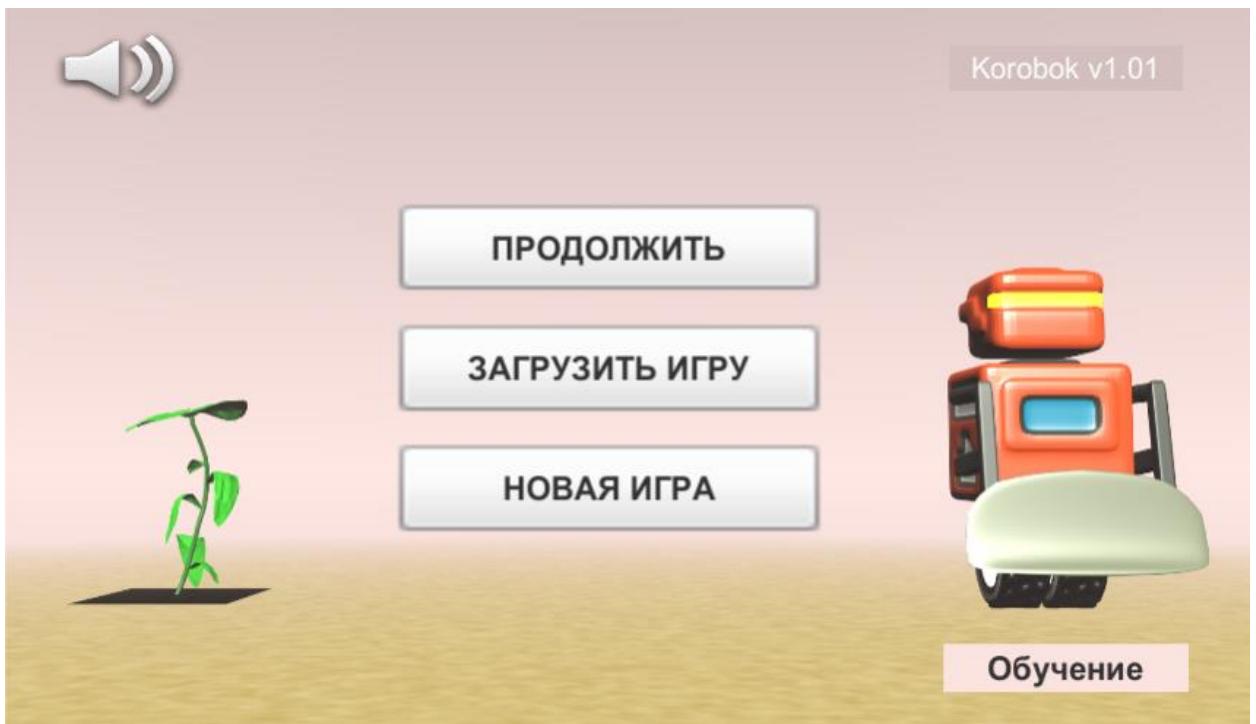 Korobok v1.01
ПРОДОЛЖИТЬ
ЗАГРУЗИТЬ ИГРУ
НОВАЯ ИГРА
Обучение